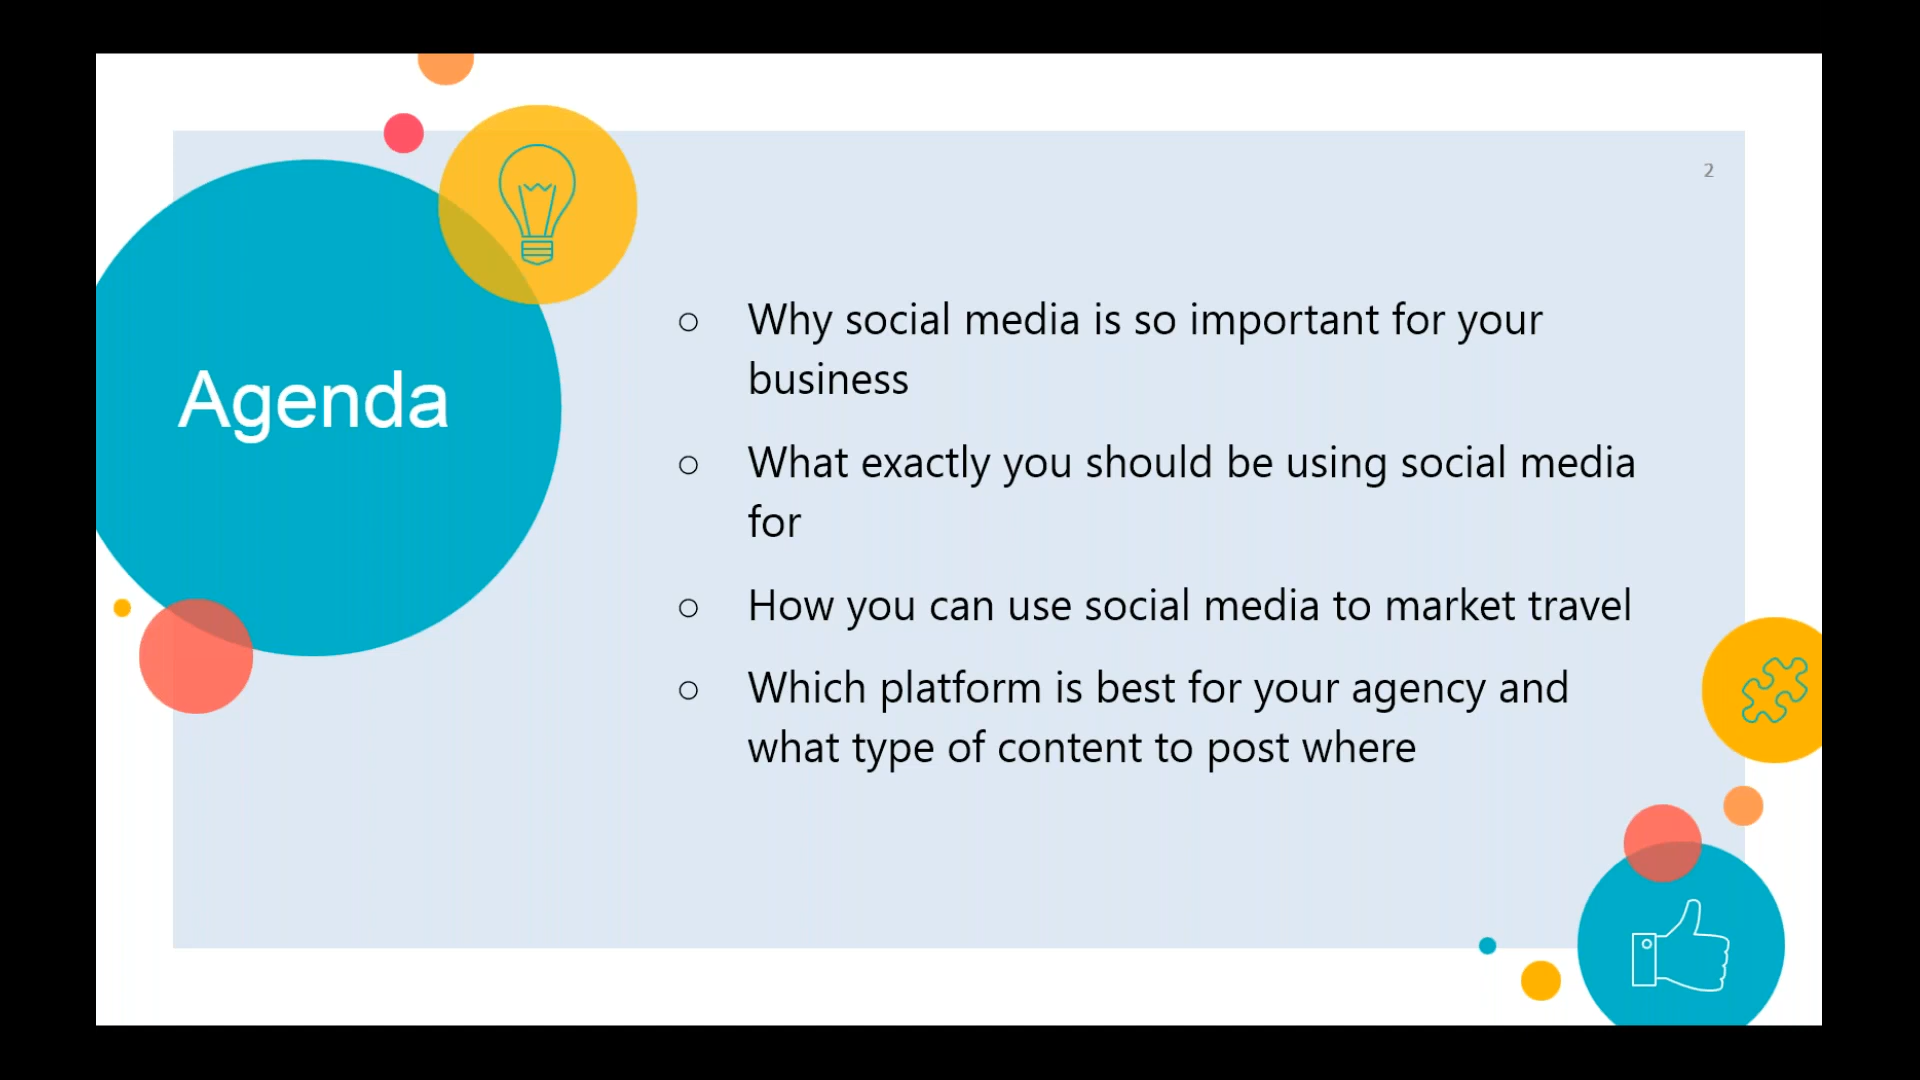 2
Agenda
○ Why social media is so important for your
business
○ What exactly you should be using social media
for
○ How you can use social media to market travel
○ Which platform is best for your agency and
what type of content to post where